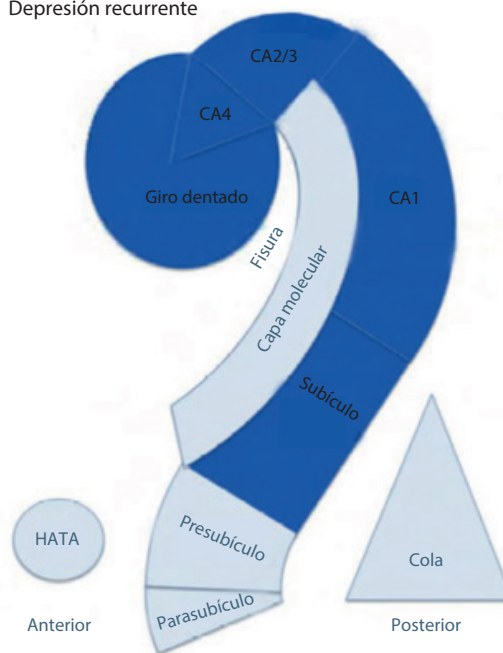 Depresión recurrente
CA2/3
CA4
Giro dentado
CA1
Fisura
Capa molecular
Subículo
HATA
Presubículo
Cola
Parasubículo
Anterior
Posterior